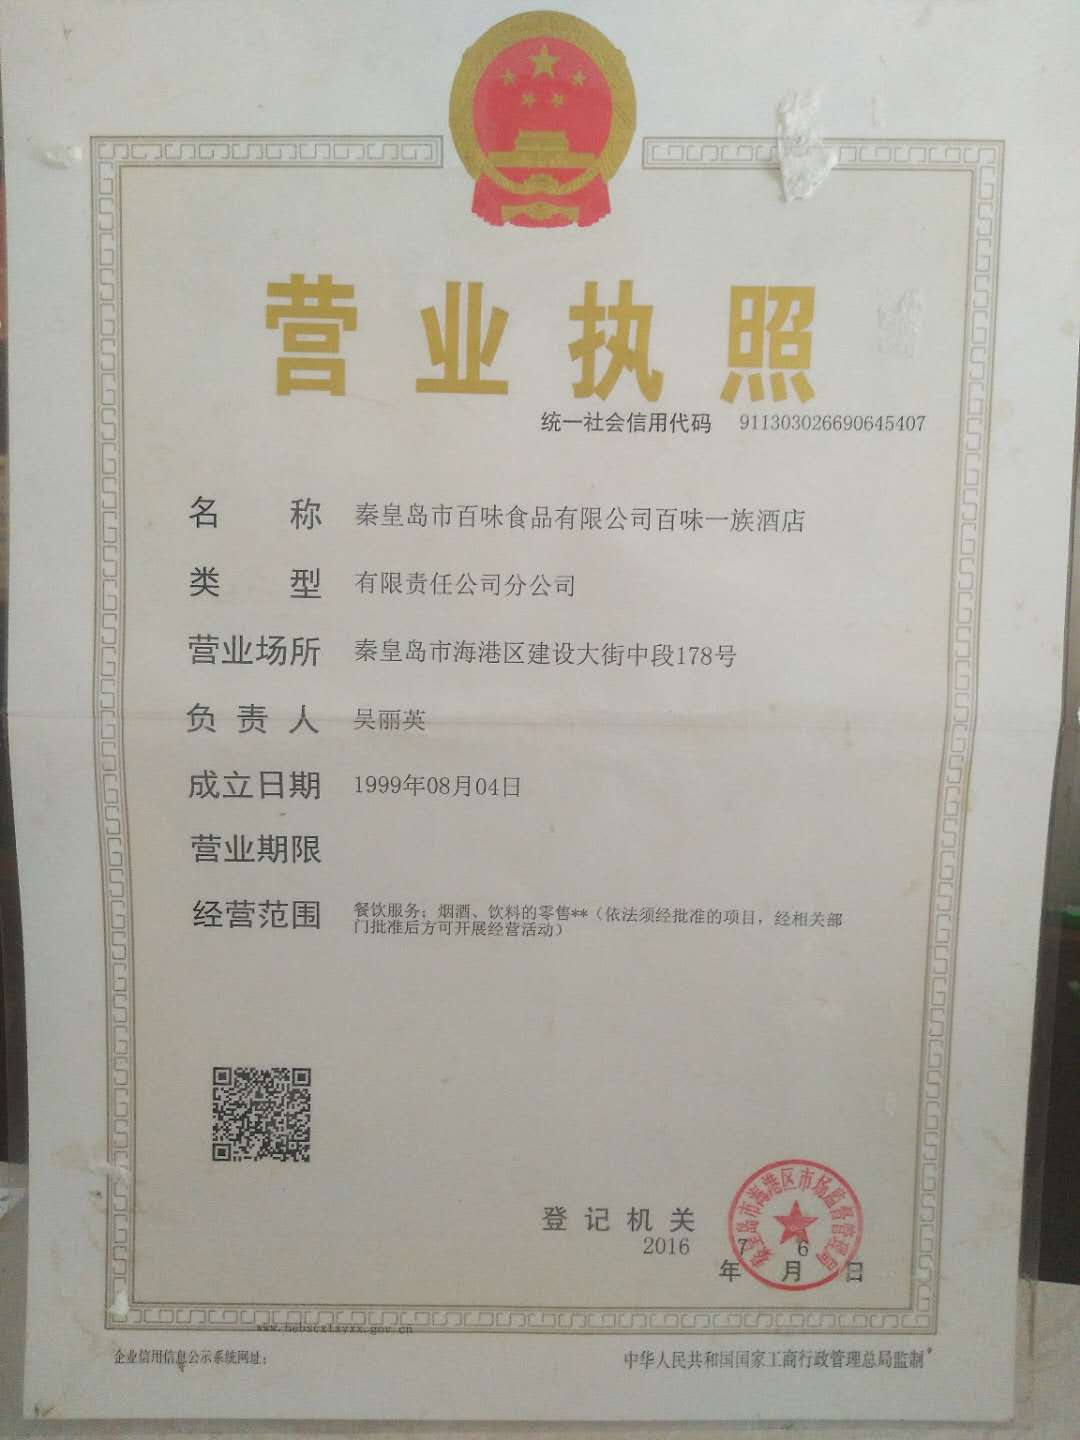 营业执照
统一社会信用代码 911303026690645407
名称 秦皇岛市百味食品有限公司百味一族酒店
类型 有限责任公司分公司
营业场所 秦皇岛市海港区建设大街中段178号
负责人 吴丽英
成立日期 1999年08月04日
营业期限
经营范围 餐饮服务；烟酒、饮料的零售**（依法须经批准的项目，经相关部
门批准后方可开展经营活动）
秦皇岛市海港区市场监督管理局
登记机关
2016 7 6
年 月 日
www.hebscztxyxx.gov.cn
企业信用信息公示系统网址：
中华人民共和国国家工商行政管理总局监制